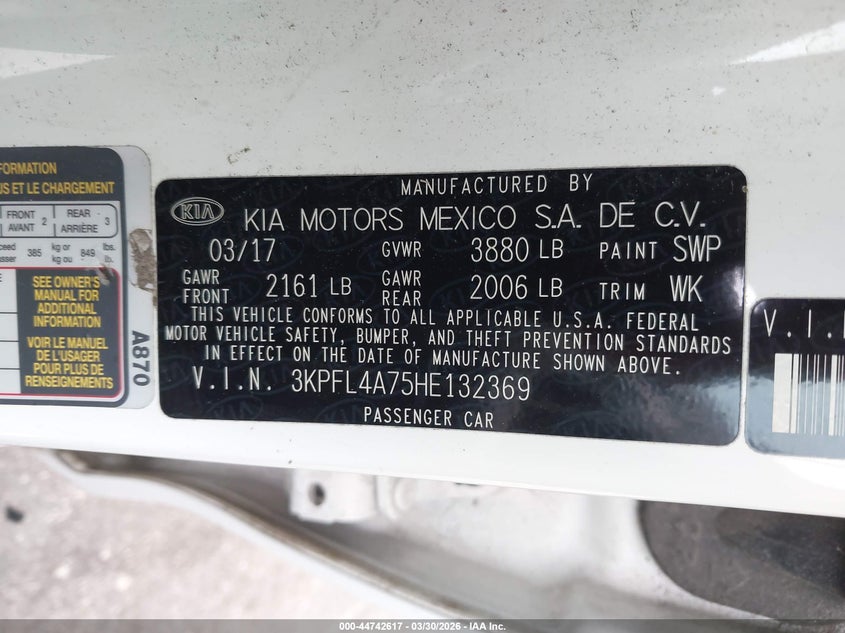 FORMATION
US ET LE CHARGEMENT
FRONT AVANT 2 REAR ARRIÈRE 3
385 kg or kg ou 849 lbs. lb.
SEE OWNER'S
MANUAL FOR
ADDITIONAL
INFORMATION
VOIR LE MANUEL
DE L'USAGER
POUR PLUS DE
RENSEIGNEMENTS
A870
MANUFACTURED BY
KIA KIA MOTORS MEXICO S.A. DE C.V.
03/17 GVWR 3880 LB PAINT SWP
GAWR FRONT 2161 LB GAWR REAR 2006 LB TRIM WK
THIS VEHICLE CONFORMS TO ALL APPLICABLE U.S.A. FEDERAL
MOTOR VEHICLE SAFETY, BUMPER, AND THEFT PREVENTION STANDARDS
IN EFFECT ON THE DATE OF MANUFACTURE SHOWN ABOVE.
V.I.N. 3KPFL4A75HE132369
PASSENGER CAR
V.I.
000-44742617 - 03/30/2026 - IAA Inc.